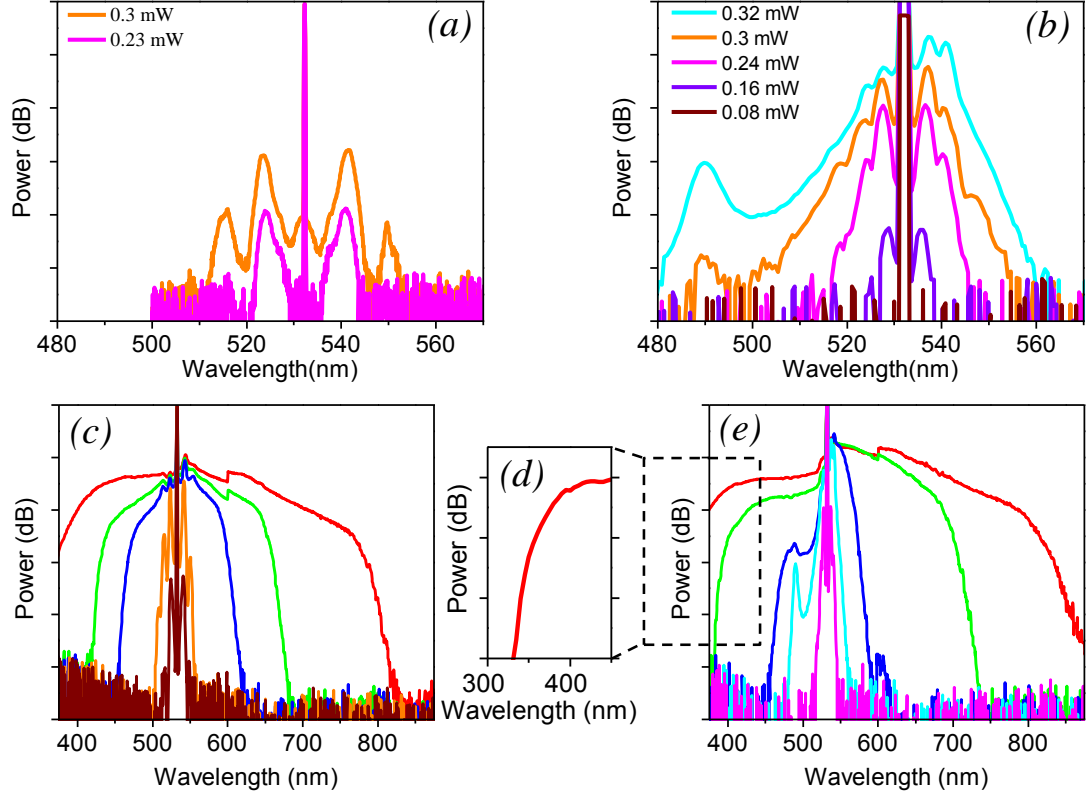 (a)
0.3 mW
0.23 mW
Power (dB)
480 500 520 540 560
Wavelength(nm)
(b)
0.32 mW
0.3 mW
0.24 mW
0.16 mW
0.08 mW
Power (dB)
480 500 520 540 560
Wavelength(nm)
(c)
Power (dB)
400 500 600 700 800
Wavelength (nm)
(d)
Power (dB)
300 400
Wavelength (nm)
(e)
Power (dB)
400 500 600 700 800
Wavelength (nm)